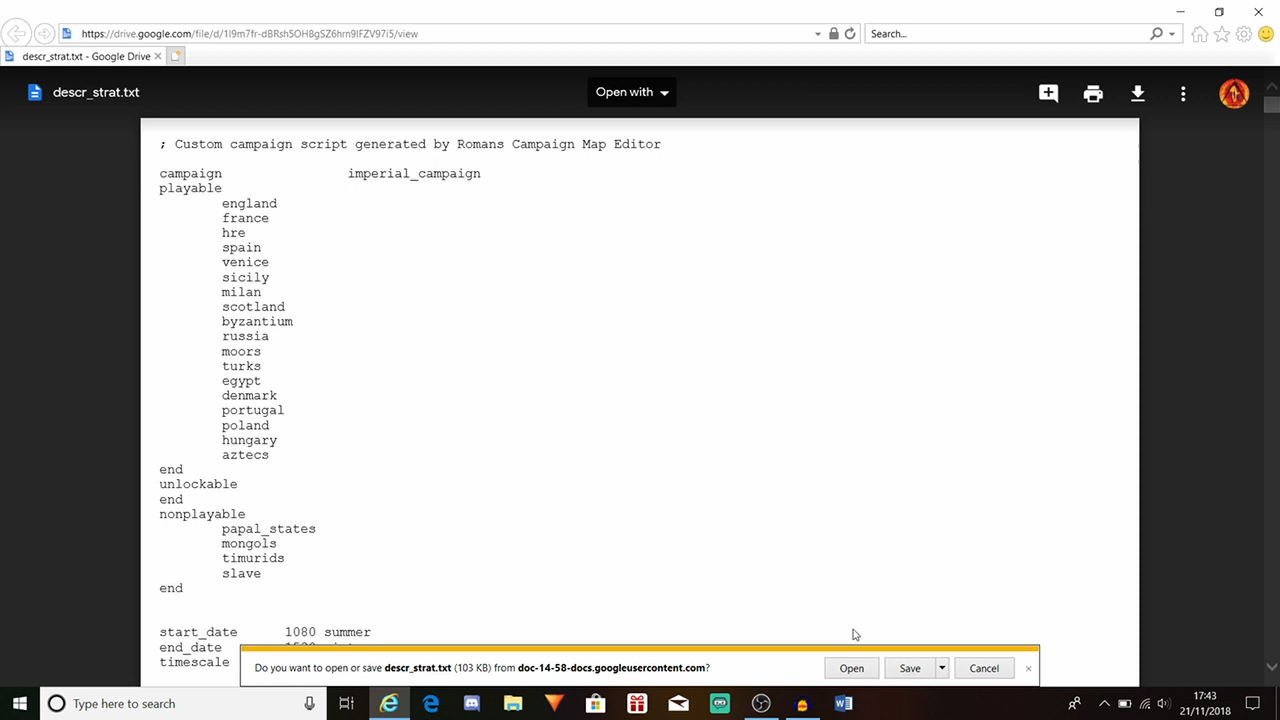 https://drive.google.com/file/d/1I9m7fr-dBRsh5OH8gSZ6hrn9IFZV97i5/view
Search...
descr_strat.txt - Google Drive
descr_strat.txt
Open with
; Custom campaign script generated by Romans Campaign Map Editor
campaign imperial_campaign
playable
england
france
hre
spain
venice
sicily
milan
scotland
byzantium
russia
moors
turks
egypt
denmark
portugal
poland
hungary
aztecs
end
unlockable
end
nonplayable
papal_states
mongols
timurids
slave
end
start_date 1080 summer
end_date
timescale
Do you want to open or save descr_strat.txt (103 KB) from doc-14-58-docs.googleusercontent.com?
Open
Save
Cancel
Type here to search
17:43
21/11/2018